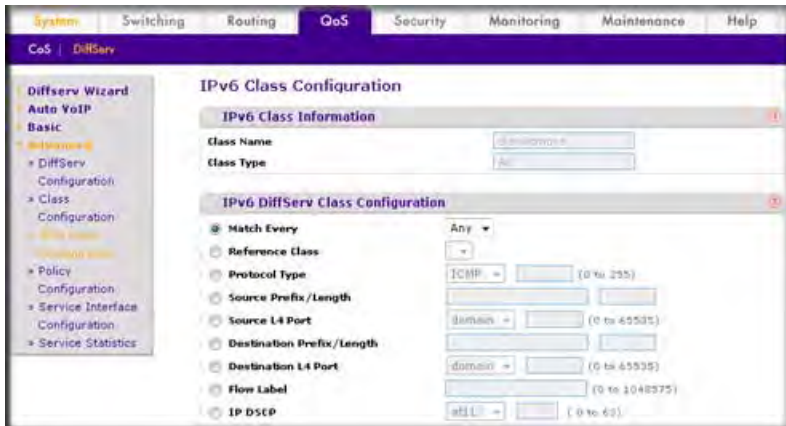 System Switching Routing QoS Security Monitoring Maintenance Help
CoS | DiffServ
Diffserv Wizard
Auto VoIP
Basic
Advanced
» DiffServ
Configuration
» Class
Configuration
» Policy
Configuration
» Service Interface
Configuration
» Service Statistics
IPv6 Class Configuration
IPv6 Class Information
Class Name
Class Type All
IPv6 DiffServ Class Configuration
Match Every Any
Reference Class
Protocol Type ICMP (0 to 255)
Source Prefix/Length
Source L4 Port domain (0 to 65535)
Destination Prefix/Length
Destination L4 Port domain (0 to 65535)
Flow Label (0 to 1048575)
IP DSCP af11 (0 to 63)